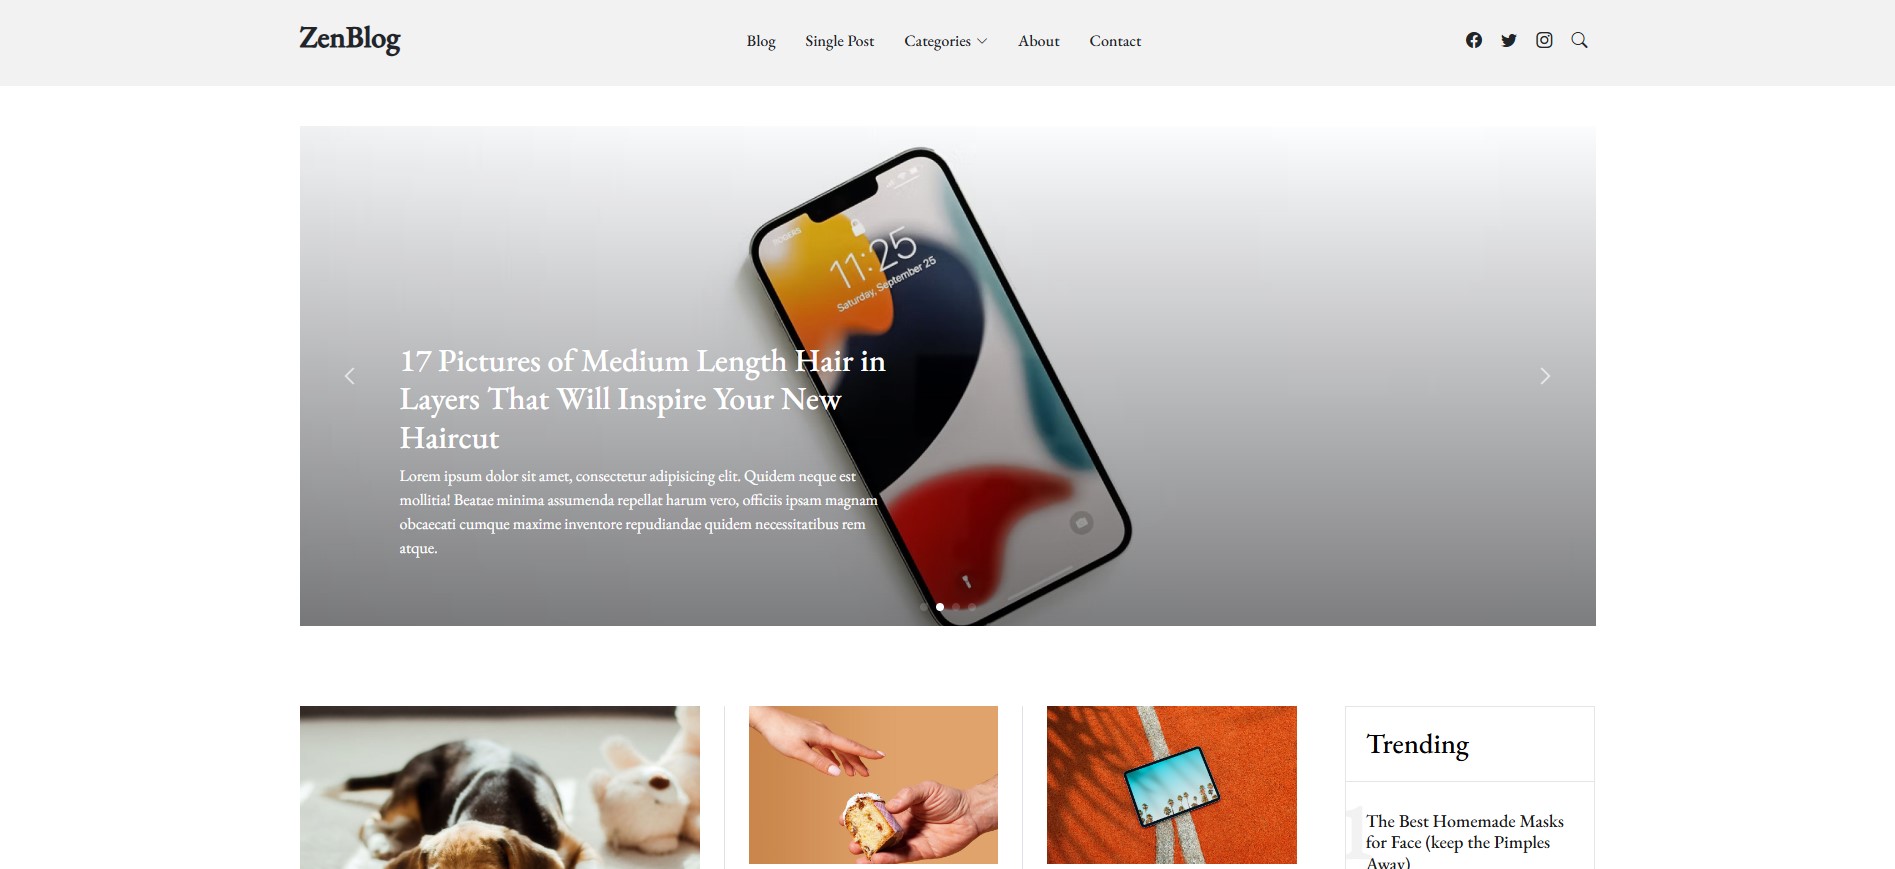 ZenBlog
Blog
Single Post
Categories
About
Contact
ROGERS
11:25
Saturday, September 25
17 Pictures of Medium Length Hair in
Layers That Will Inspire Your New
Haircut
Lorem ipsum dolor sit amet, consectetur adipisicing elit. Quidem neque est
mollitia! Beatae minima assumenda repellat harum vero, officiis ipsam magnam
obcaecati cumque maxime inventore repudiandae quidem necessitatibus rem
atque.
Trending
1
The Best Homemade Masks
for Face (keep the Pimples
Away)